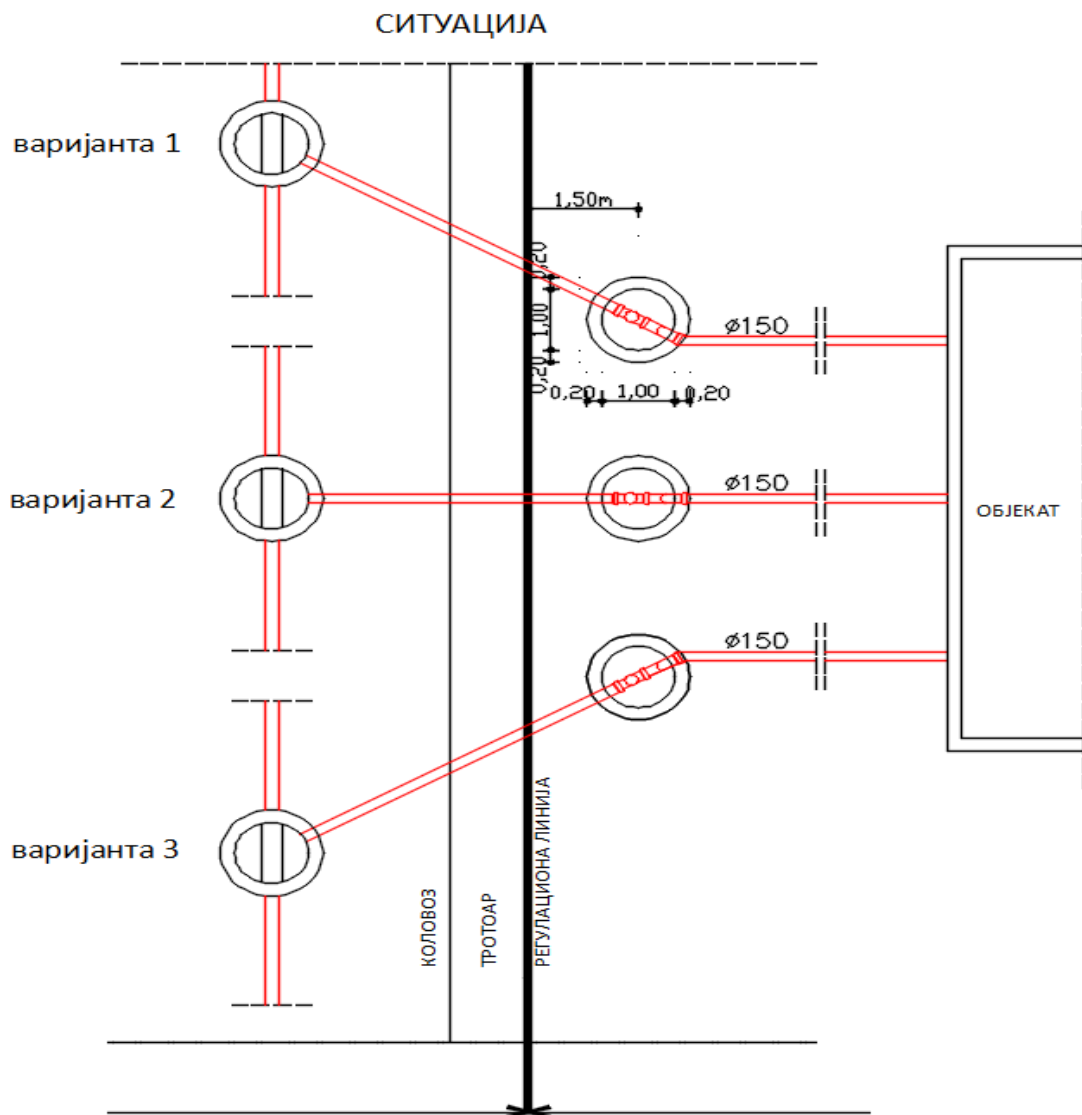 СИТУАЦИЈА
варијанта 1
1,50m
0,20
1,00
0,20
ø150
0,20 1,00 0,20
варијанта 2
ø150
ОБЈЕКАТ
ø150
варијанта 3
КОЛОВОЗ
ТРОТОАР
РЕГУЛАЦИОНА ЛИНИЈА